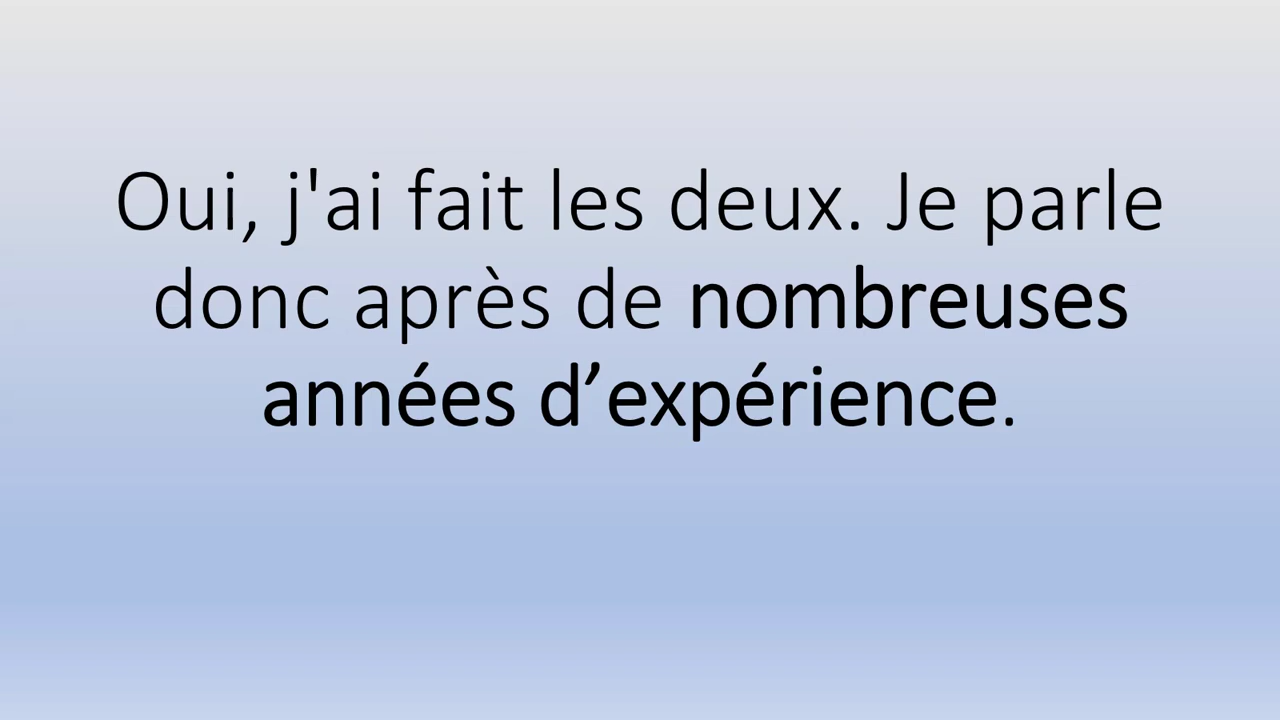 Oui, j'ai fait les deux. Je parle
donc après de nombreuses
années d’expérience.